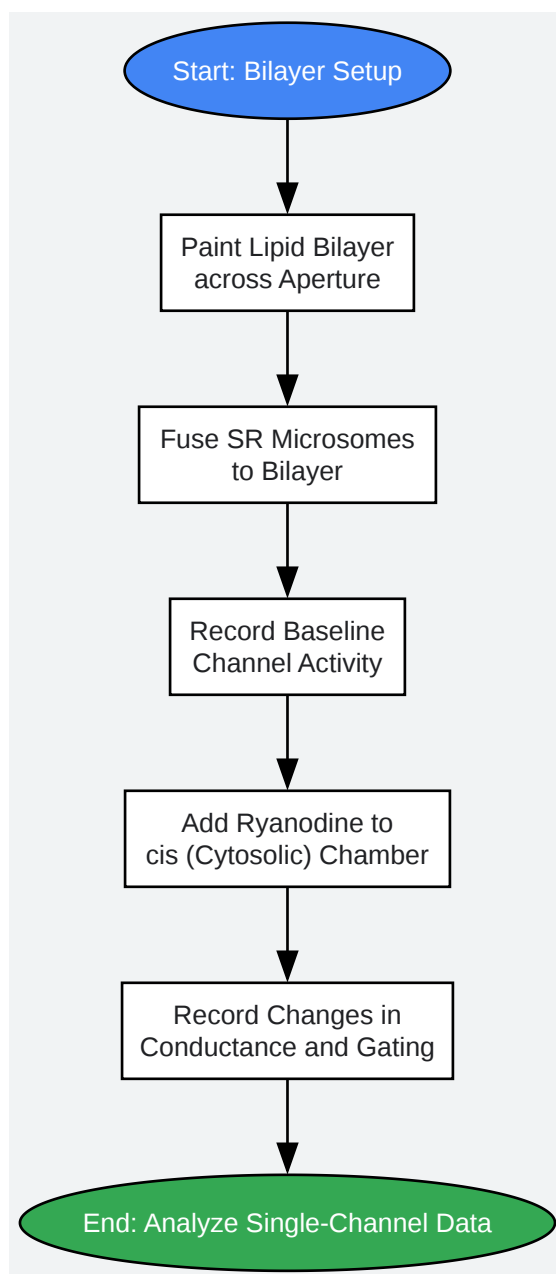 Start: Bilayer Setup
Paint Lipid Bilayer
across Aperture
Fuse SR Microsomes
to Bilayer
Record Baseline
Channel Activity
Add Ryanodine to
cis (Cytosolic) Chamber
Record Changes in
Conductance and Gating
End: Analyze Single-Channel Data